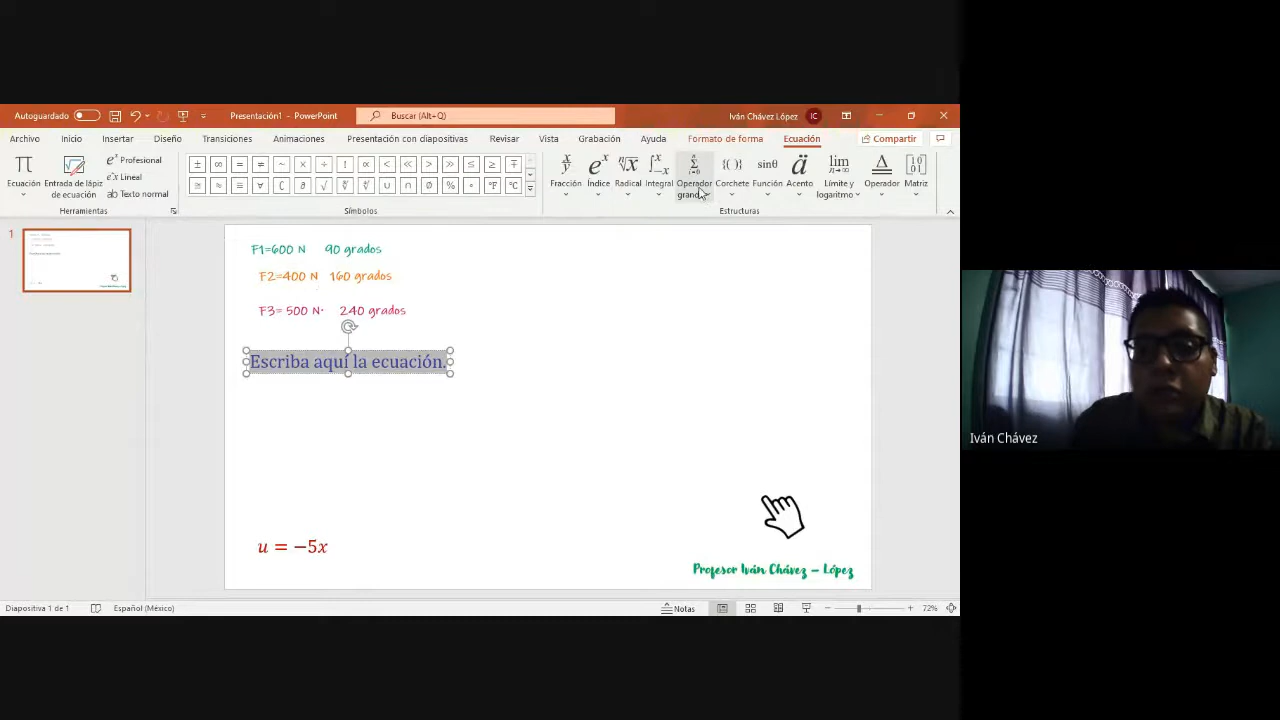 Autoguardado
Presentación1 - PowerPoint
Buscar (Alt+Q)
Iván Chávez López
IC
Archivo
Inicio
Insertar
Diseño
Transiciones
Animaciones
Presentación con diapositivas
Revisar
Vista
Grabación
Ayuda
Formato de forma
Ecuación
Compartir
Ecuación
Entrada de lápiz
de ecuación
Profesional
Lineal
Texto normal
Herramientas
Símbolos
Fracción
Índice
Radical
Integral
Operador
grande
Corchete
Función
Acento
Límite y
logaritmo
Operador
Matriz
Estructuras
1
F1=600 N 90 grados
F2=400 N 160 grados
F3= 500 N· 240 grados
Escriba aquí la ecuación.
u = −5x
Profesor Iván Chávez – López
Iván Chávez
Diapositiva 1 de 1
Español (México)
Notas
72%